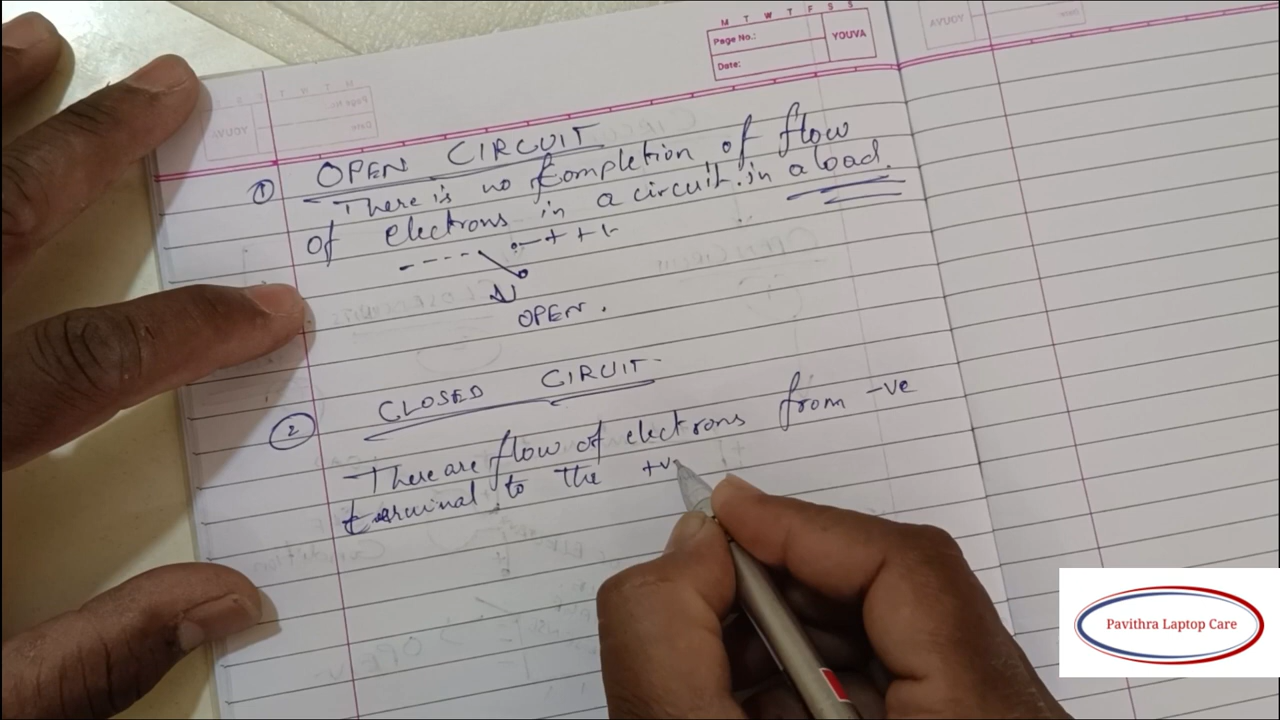 M T W T F S S
Page No.:
YOUVA
Date:
① OPEN CIRCUIT
There is no completion of flow
of electrons in a circuit.in a load.
----
+ +
OPEN.
② CLOSED CIRUIT
There are flow of electrons from -ve
terminal to the +v
Pavithra Laptop Care